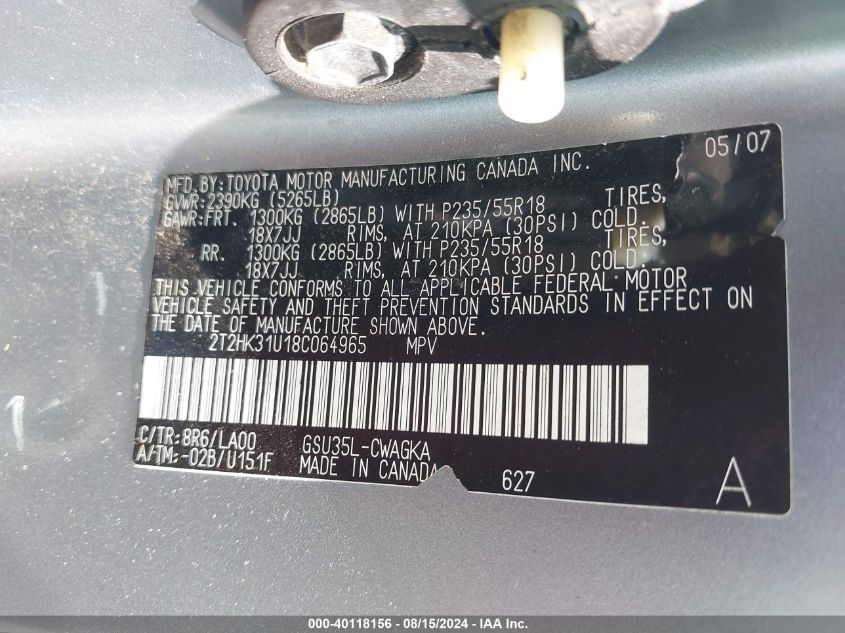 05/07
MFD.BY:TOYOTA MOTOR MANUFACTURING CANADA INC.
GVWR:2390KG (5265LB)
GAWR:FRT. 1300KG (2865LB) WITH P235/55R18 TIRES,
18X7JJ RIMS, AT 210KPA (30PSI) COLD.
RR. 1300KG (2865LB) WITH P235/55R18 TIRES,
18X7JJ RIMS, AT 210KPA (30PSI) COLD.
THIS VEHICLE CONFORMS TO ALL APPLICABLE FEDERAL MOTOR
VEHICLE SAFETY AND THEFT PREVENTION STANDARDS IN EFFECT ON
THE DATE OF MANUFACTURE SHOWN ABOVE.
2T2HK31U18C064965 MPV
C/TR:8R6/LA00 GSU35L-CWAGKA
A/TM:-02B/U151F MADE IN CANADA 627 A
000-40118156 - 08/15/2024 - IAA Inc.